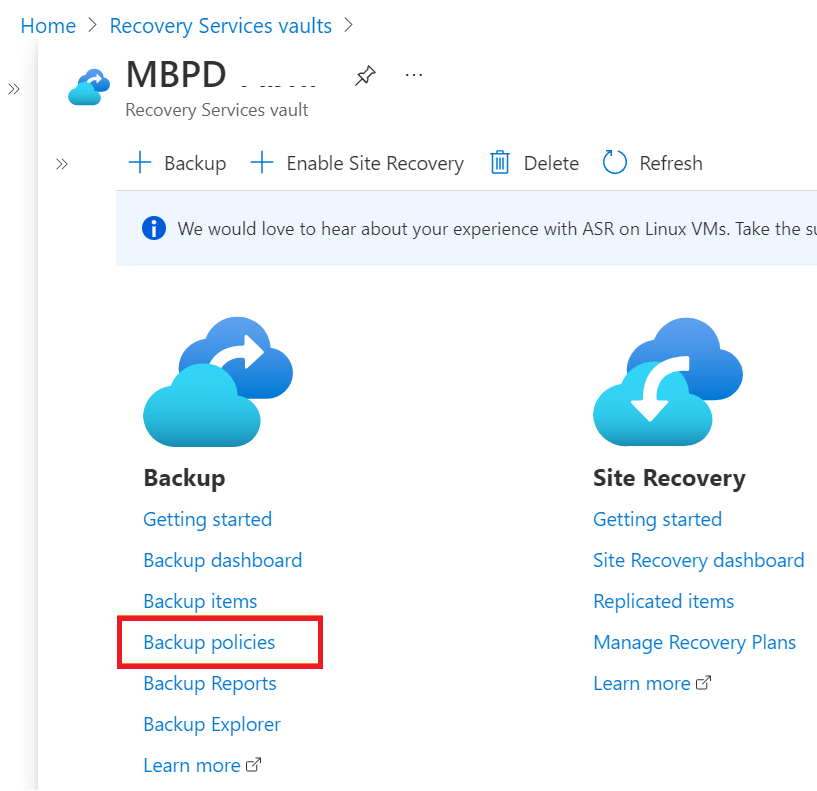 Home > Recovery Services vaults >
MBPD
Recovery Services vault
Backup Enable Site Recovery Delete Refresh
We would love to hear about your experience with ASR on Linux VMs. Take the
Backup Site Recovery
Getting started Getting started
Backup dashboard Site Recovery dashboard
Backup items Replicated items
Backup policies Manage Recovery Plans
Backup Reports Learn more
Backup Explorer
Learn more